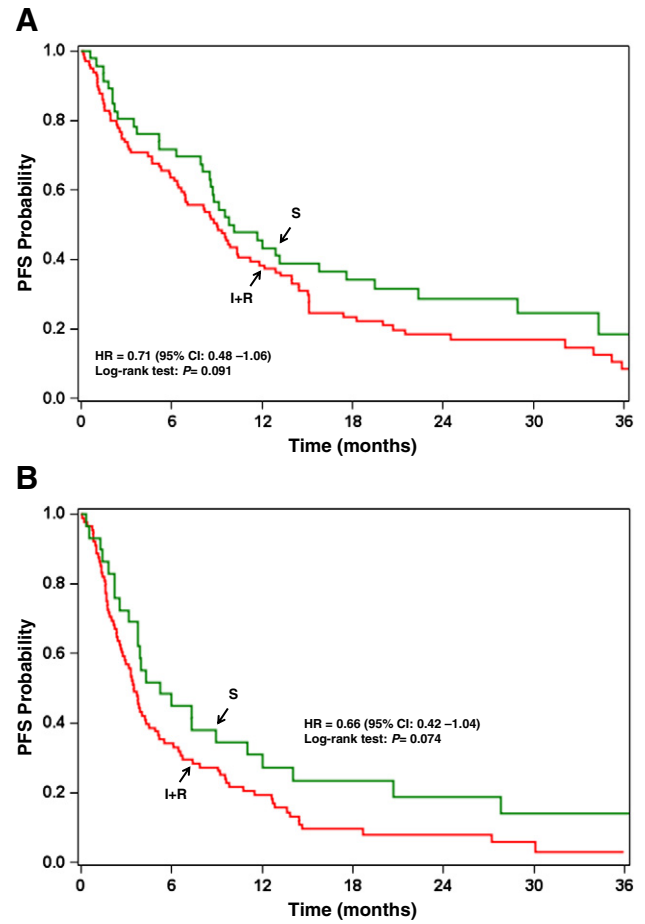 A
PFS Probability
1.0
0.8
0.6
0.4
0.2
0.0
S
I+R
HR = 0.71 (95% CI: 0.48 –1.06)
Log-rank test: P= 0.091
0 6 12 18 24 30 36
Time (months)
B
PFS Probability
1.0
0.8
0.6
0.4
0.2
0.0
S
HR = 0.66 (95% CI: 0.42 –1.04)
Log-rank test: P= 0.074
I+R
0 6 12 18 24 30 36
Time (months)